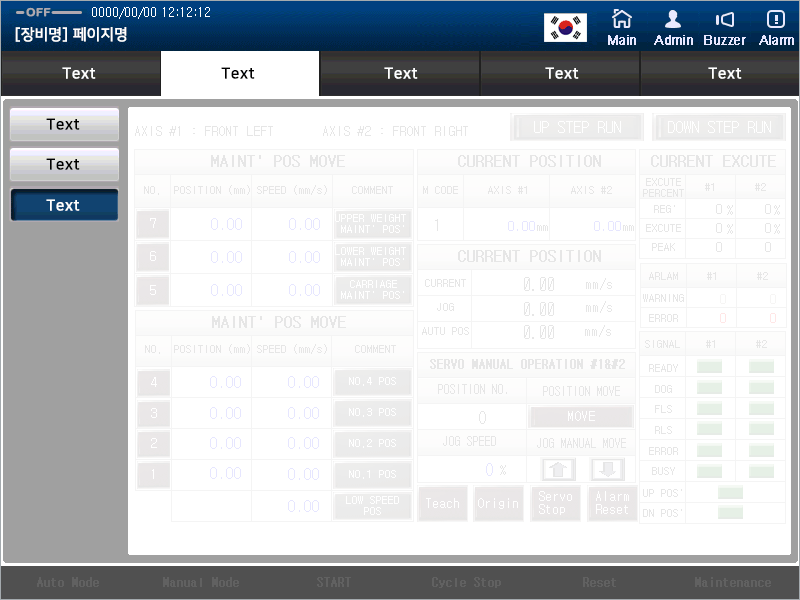 OFF 0000/00/00 12:12:12
[장비명] 페이지명
Main Admin Buzzer Alarm
Text Text Text Text Text
Text
Text
Text
AXIS #1 : FRONT LEFT AXIS #2 : FRONT RIGHT UP STEP RUN DOWN STEP RUN
MAINT' POS MOVE
NO. POSITION (mm) SPEED (mm/s) COMMENT
7 0.00 0.00 UPPER WEIGHT
MAINT' POS'
6 0.00 0.00 LOWER WEIGHT
MAINT' POS'
5 0.00 0.00 CARRIAGE
MAINT' POS'
MAINT' POS MOVE
NO. POSITION (mm) SPEED (mm/s) COMMENT
4 0.00 0.00 NO.4 POS
3 0.00 0.00 NO.3 POS
2 0.00 0.00 NO.2 POS
1 0.00 0.00 NO.1 POS
0.00 LOW SPEED
POS
CURRENT POSITION
M CODE AXIS #1 AXIS #2
1 0.00mm 0.00mm
CURRENT POSITION
CURRENT 0.00 mm/s
JOG 0.00 mm/s
AUTU POS 0.00 mm/s
SERVO MANUAL OPERATION #1&#2
POSITION NO. POSITION MOVE
0 MOVE
JOG SPEED JOG MANUAL MOVE
0 %
Teach Origin Servo
Stop Alarm
Reset
CURRENT EXCUTE
EXCUTE
PERCENT #1 #2
REG' 0 % 0 %
EXCUTE 0 % 0 %
PEAK 0 0
ARLAM #1 #2
WARNING 0 0
ERROR 0 0
SIGNAL #1 #2
READY
DOG
FLS
RLS
ERROR
BUSY
UP POS'
DN POS'
Auto Mode Manual Mode START Cycle Stop Reset Maintenance